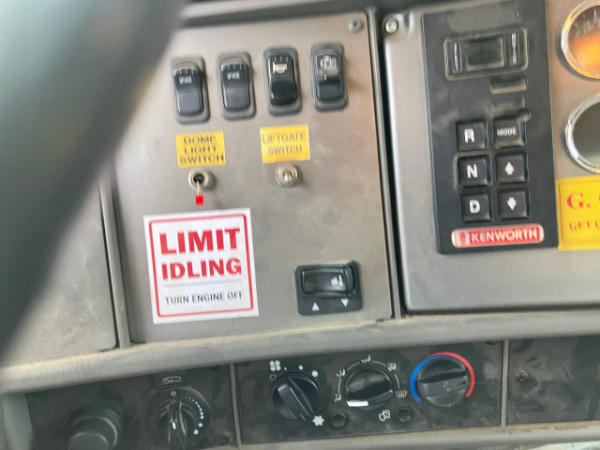 DOME
LIGHT
SWITCH
LIFTGATE
SWITCH
LIMIT
IDLING
TURN ENGINE OFF
R
MODE
N
D
KENWORTH
G.